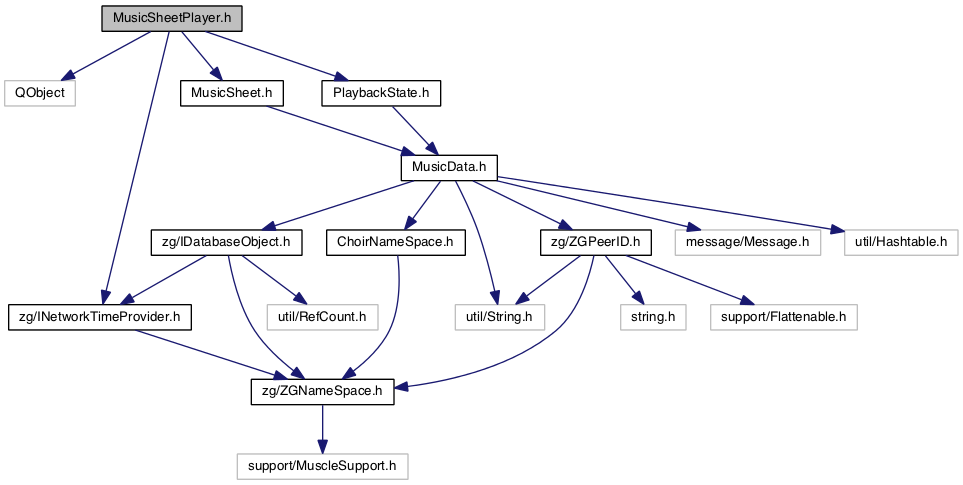 MusicSheetPlayer.h
QObject
MusicSheet.h
PlaybackState.h
MusicData.h
zg/IDatabaseObject.h
ChoirNameSpace.h
zg/ZGPeerID.h
message/Message.h
util/Hashtable.h
zg/INetworkTimeProvider.h
util/RefCount.h
util/String.h
string.h
support/Flattenable.h
zg/ZGNameSpace.h
support/MuscleSupport.h